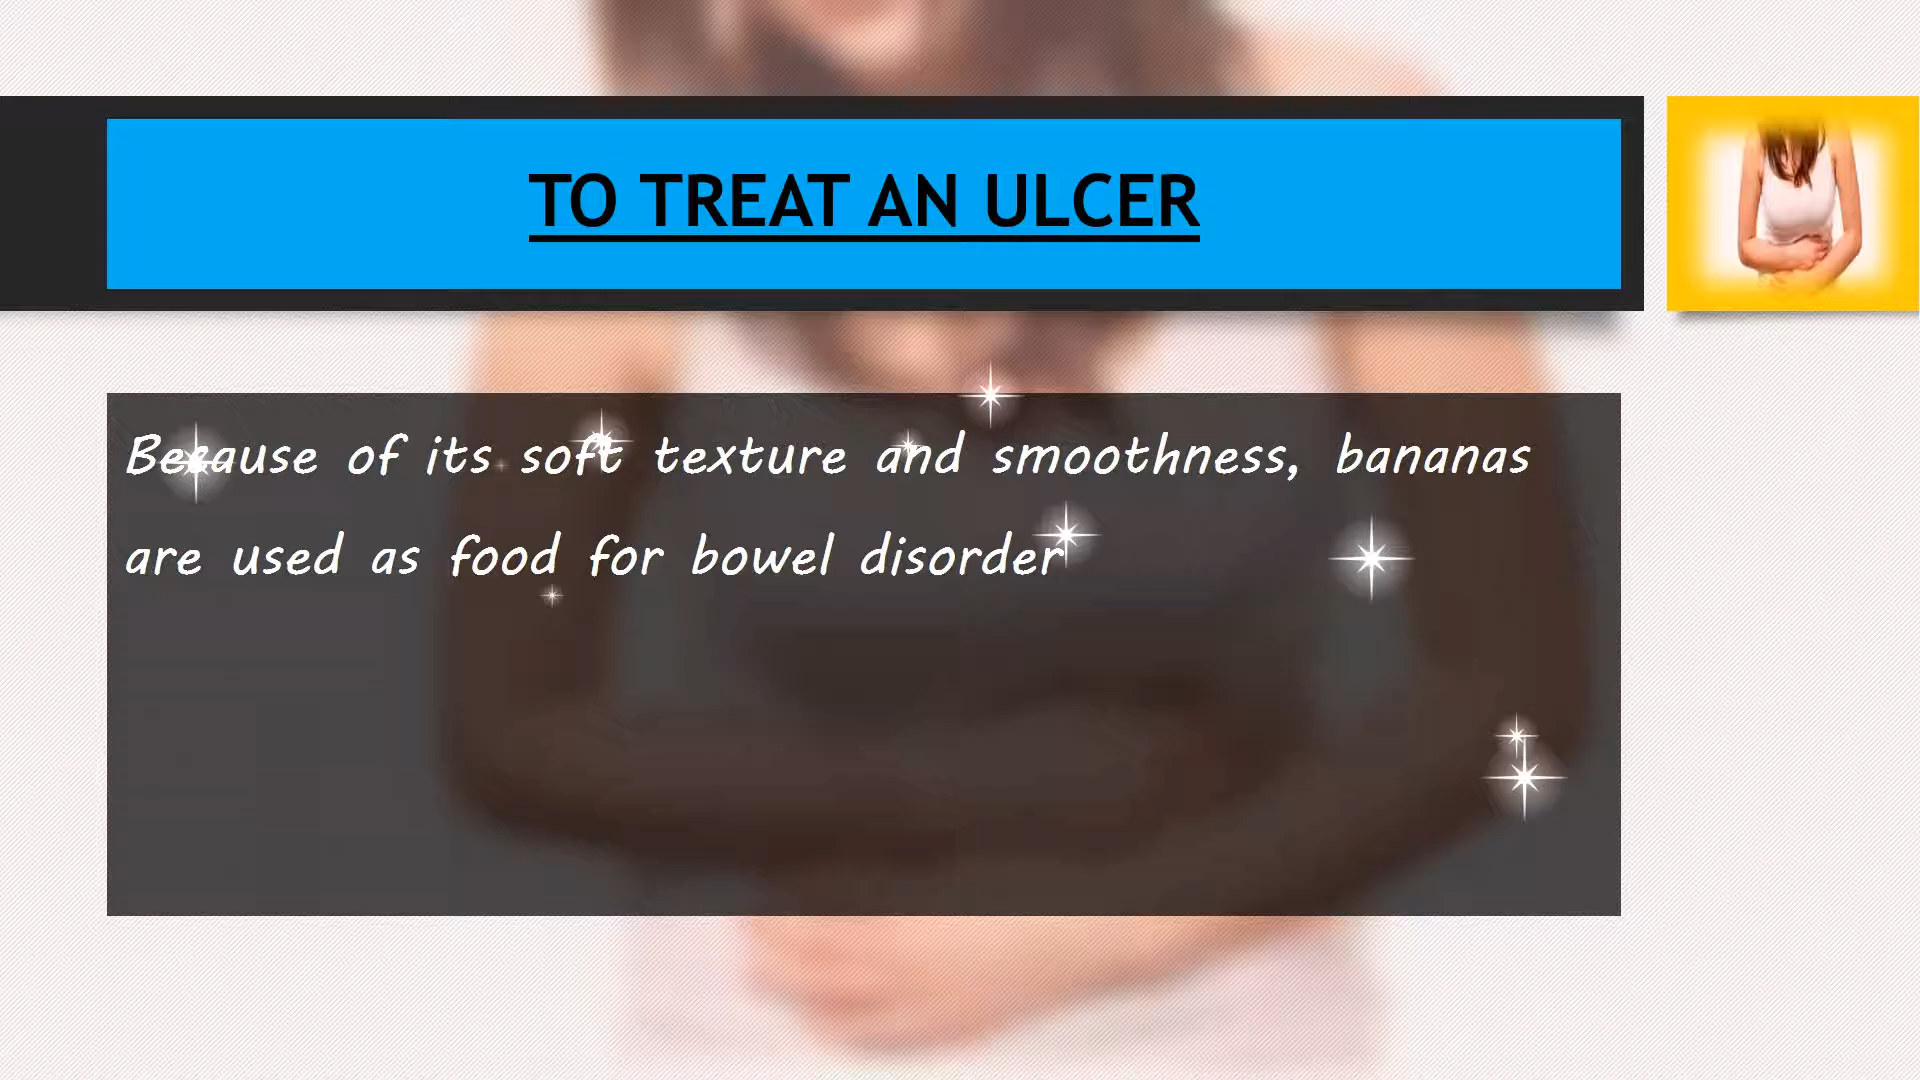 TO TREAT AN ULCER
Because of its soft texture and smoothness, bananas
are used as food for bowel disorder